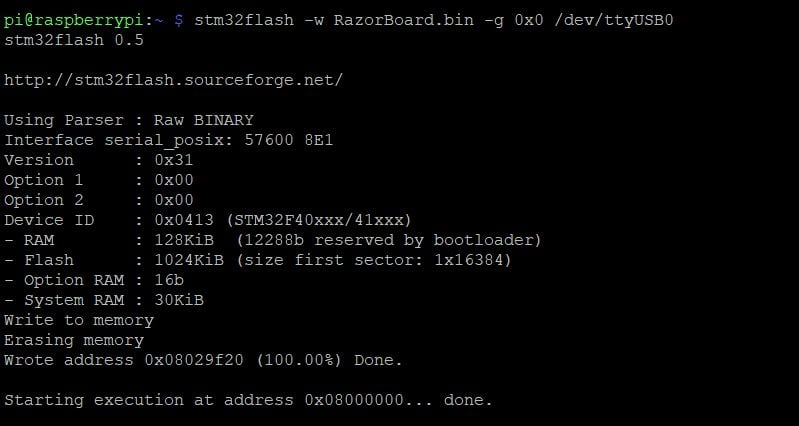 pi@raspberrypi:~ $ stm32flash -w RazorBoard.bin -g 0x0 /dev/ttyUSB0
stm32flash 0.5
http://stm32flash.sourceforge.net/
Using Parser : Raw BINARY
Interface serial_posix: 57600 8E1
Version      : 0x31
Option 1     : 0x00
Option 2     : 0x00
Device ID    : 0x0413 (STM32F40xxx/41xxx)
- RAM        : 128KiB  (12288b reserved by bootloader)
- Flash      : 1024KiB (size first sector: 1x16384)
- Option RAM : 16b
- System RAM : 30KiB
Write to memory
Erasing memory
Wrote address 0x08029f20 (100.00%) Done.
Starting execution at address 0x08000000... done.